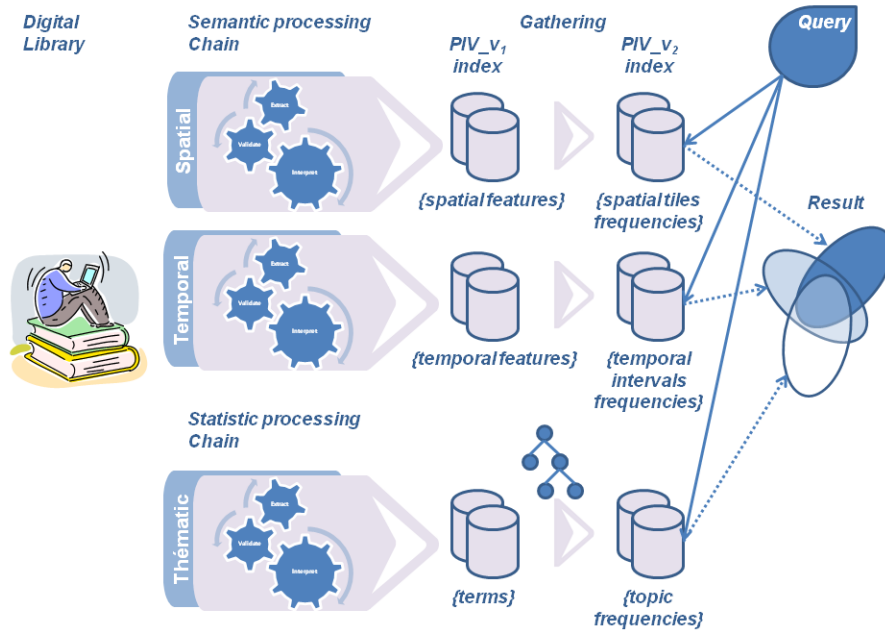 Digital
Library
Semantic processing
Chain
Gathering
PIV_v1
index
PIV_v2
index
Query
Spatial
Extract
Validate
Interpret
{spatial features}
{spatial tiles
frequencies}
Result
Temporal
Extract
Validate
Interpret
{temporal features}
{temporal
intervals
frequencies}
Statistic processing
Chain
Thématic
Extract
Validate
Interpret
{terms}
{topic
frequencies}